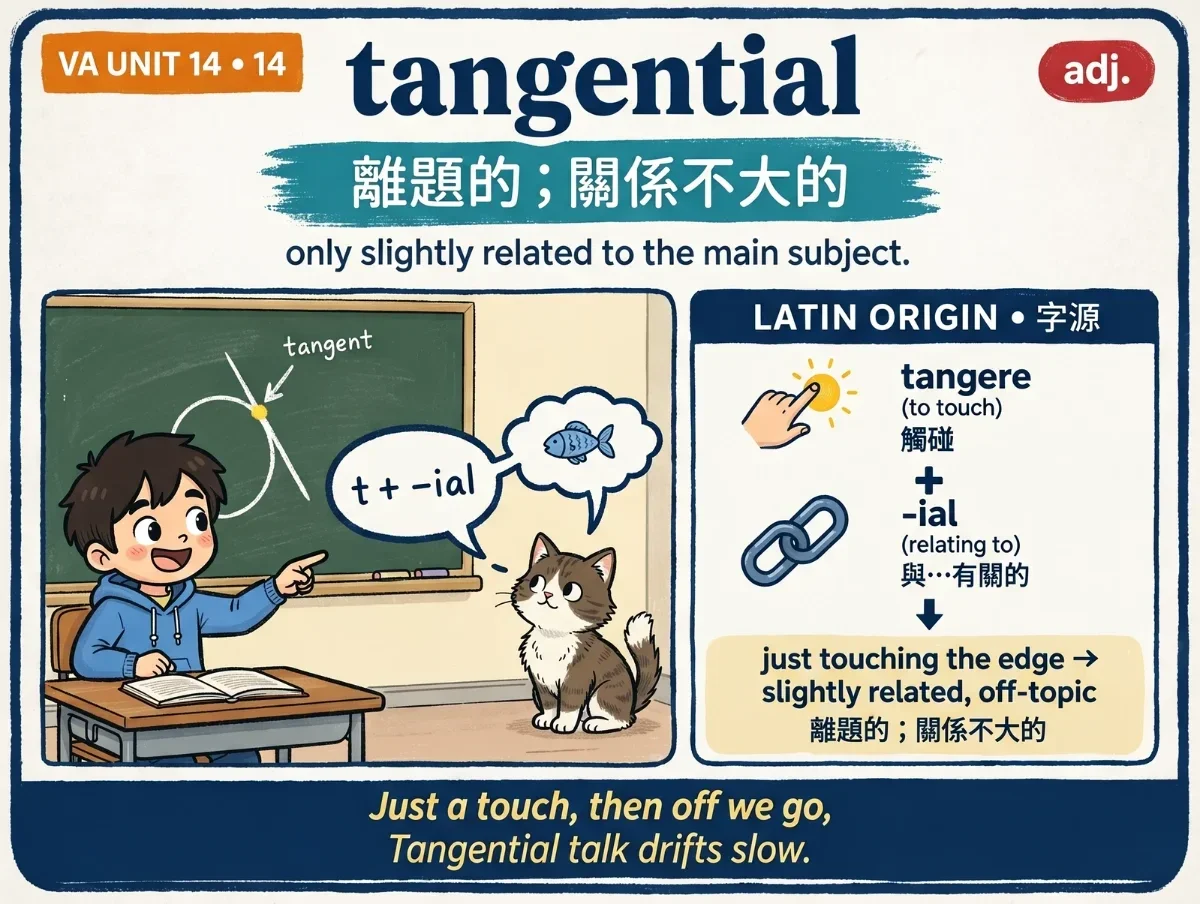 VA UNIT 14 • 14
tangential
adj.
離題的；關係不大的
only slightly related to the main subject.
tangent
t + -ial
LATIN ORIGIN • 字源
tangere
(to touch)
觸碰
+
-ial
(relating to)
與⋯有關的
just touching the edge →
slightly related, off-topic
離題的；關係不大的
Just a touch, then off we go,
Tangential talk drifts slow.